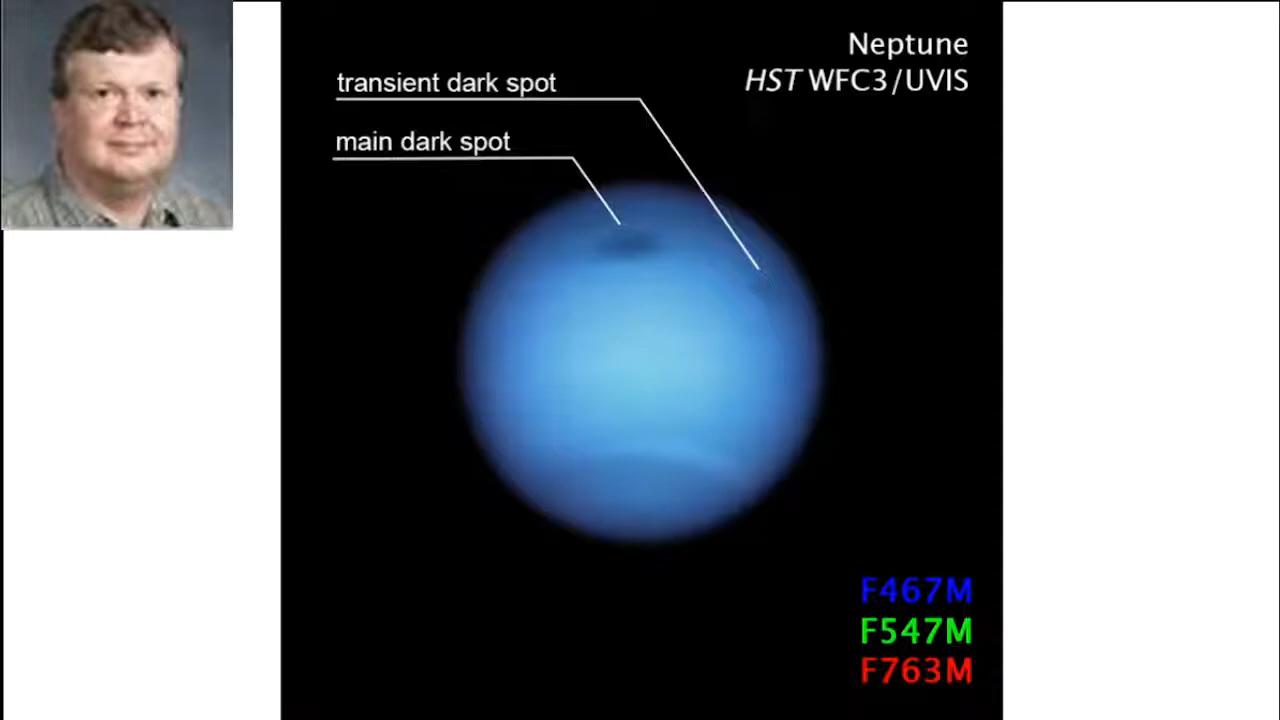 Neptune
HST WFC3/UVIS
transient dark spot
main dark spot
F467M
F547M
F763M